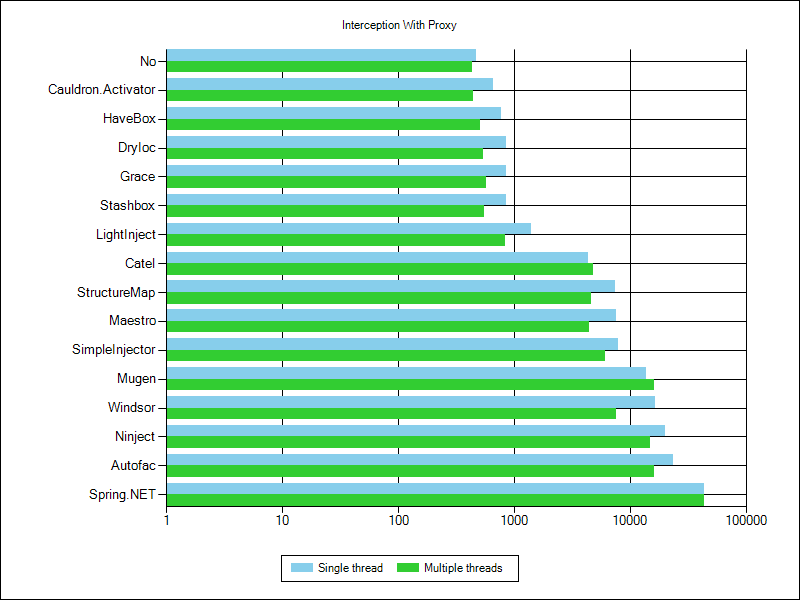 Interception With Proxy
No
Cauldron.Activator
HaveBox
DryIoc
Grace
Stashbox
LightInject
Catel
StructureMap
Maestro
SimpleInjector
Mugen
Windsor
Ninject
Autofac
Spring.NET
1 10 100 1000 10000 100000
Single thread Multiple threads